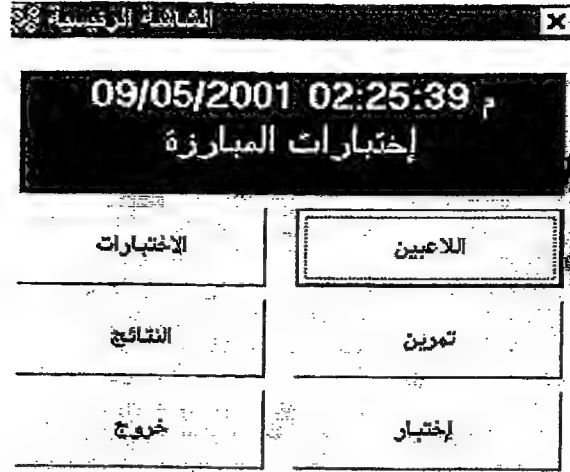 الشاشة الرئيسية
09/05/2001 02:25:39 م
إختبارات المبارزة
اللاعبين
الاختبارات
تمرين
النتائج
إختبار
خروج